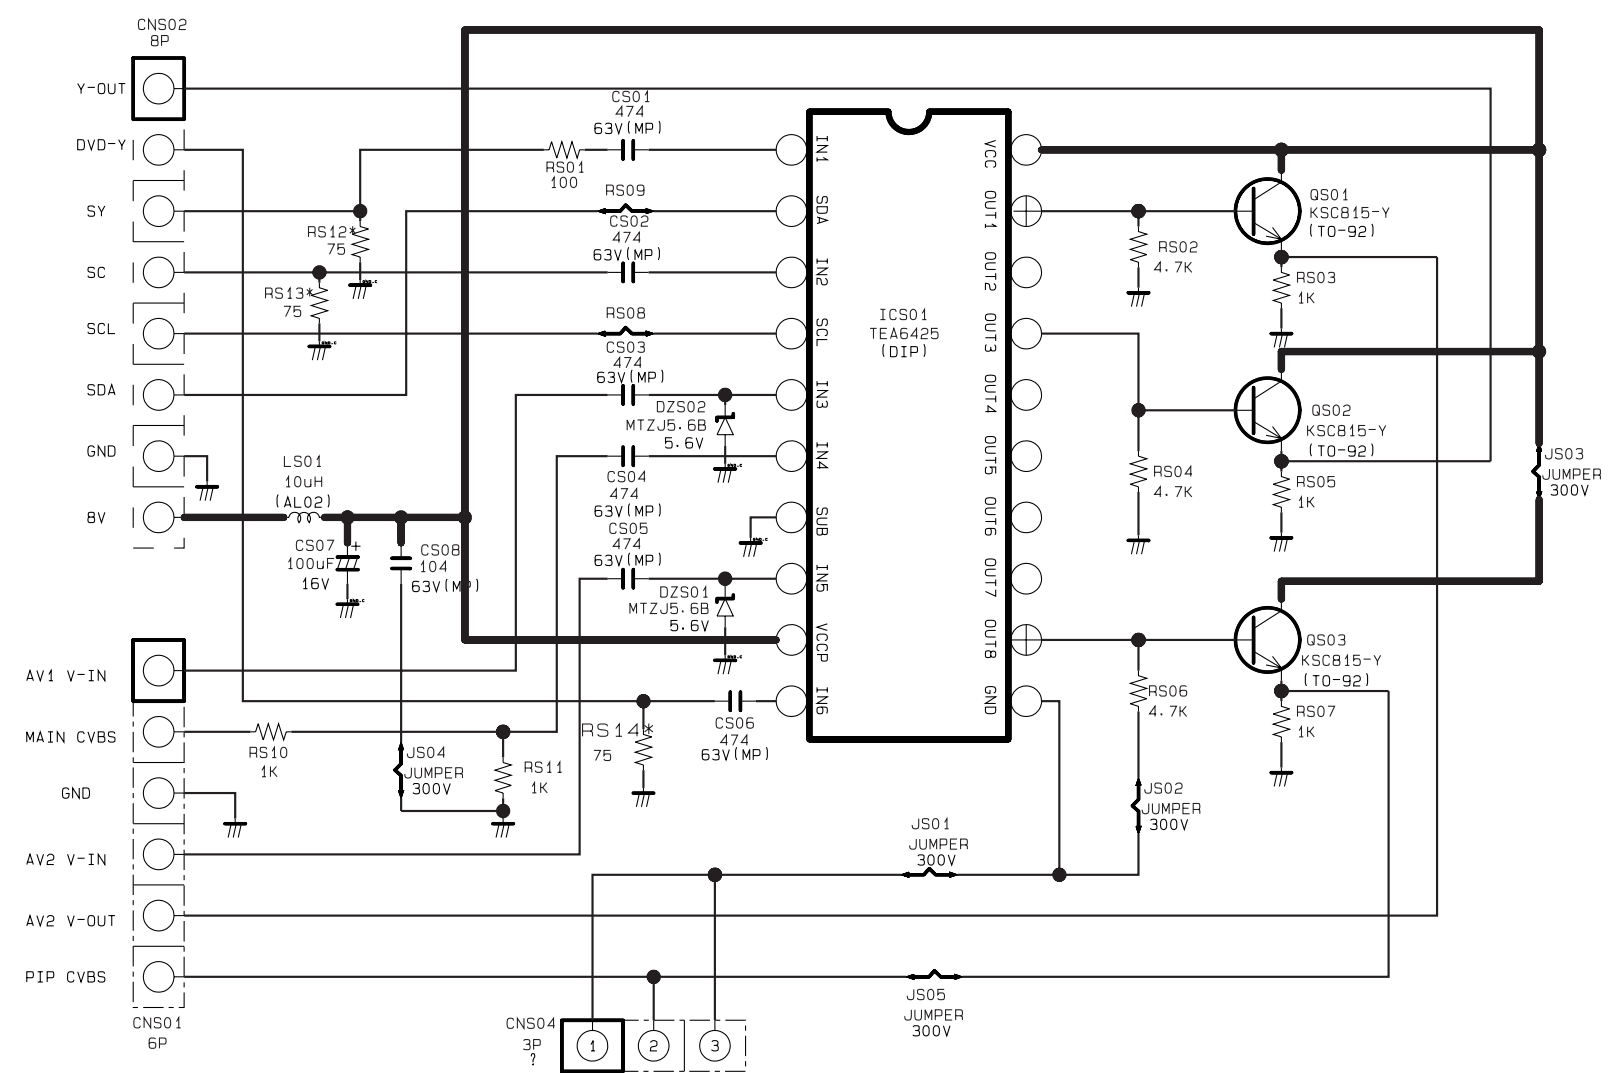 CNS02
8P
Y-OUT
DVD-Y
SY
SC
SCL
SDA
GND
8V
RS12*
75
RS13*
75
LS01
10uH
(AL02)
CS07
+
100uF
16V
CS08
104
63V(MP)
CS01
474
63V(MP)
RS01
100
RS09
CS02
474
63V(MP)
RS08
CS03
474
63V(MP)
DZS02
MTZJ5.6B
5.6V
CS04
474
63V(MP)
CS05
474
63V(MP)
DZS01
MTZJ5.6B
5.6V
IN1
SDA
IN2
SCL
IN3
IN4
SUB
IN5
VCCP
IN6
ICS01
TEA6425
(DIP)
VCC
OUT1
OUT2
OUT3
OUT4
OUT5
OUT6
OUT7
OUT8
GND
RS02
4.7K
QS01
KSC815-Y
(TO-92)
RS03
1K
RS04
4.7K
QS02
KSC815-Y
(TO-92)
RS05
1K
JS03
JUMPER
300V
QS03
KSC815-Y
(TO-92)
RS06
4.7K
RS07
1K
JS02
JUMPER
300V
AV1 V-IN
MAIN CVBS
GND
AV2 V-IN
AV2 V-OUT
PIP CVBS
CNS01
6P
RS10
1K
JS04
JUMPER
300V
RS11
1K
RS14*
75
CS06
474
63V(MP)
JS01
JUMPER
300V
JS05
JUMPER
300V
CNS04
3P
?
1
2
3